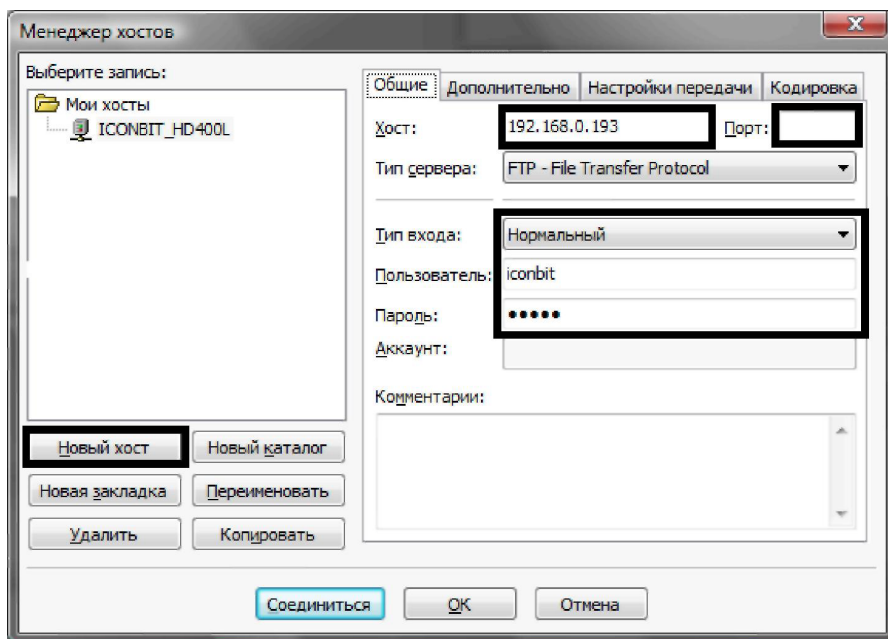 Менеджер хостов
Выберите запись:
Мои хосты
ICONBIT_HD400L
Новый хост
Новый каталог
Новая закладка
Переименовать
Удалить
Копировать
Общие
Дополнительно
Настройки передачи
Кодировка
Хост:
192.168.0.193
Порт:
Тип сервера:
FTP - File Transfer Protocol
Тип входа:
Нормальный
Пользователь:
iconbit
Пароль:
●●●●●
Аккаунт:
Комментарии:
Соединиться
OK
Отмена